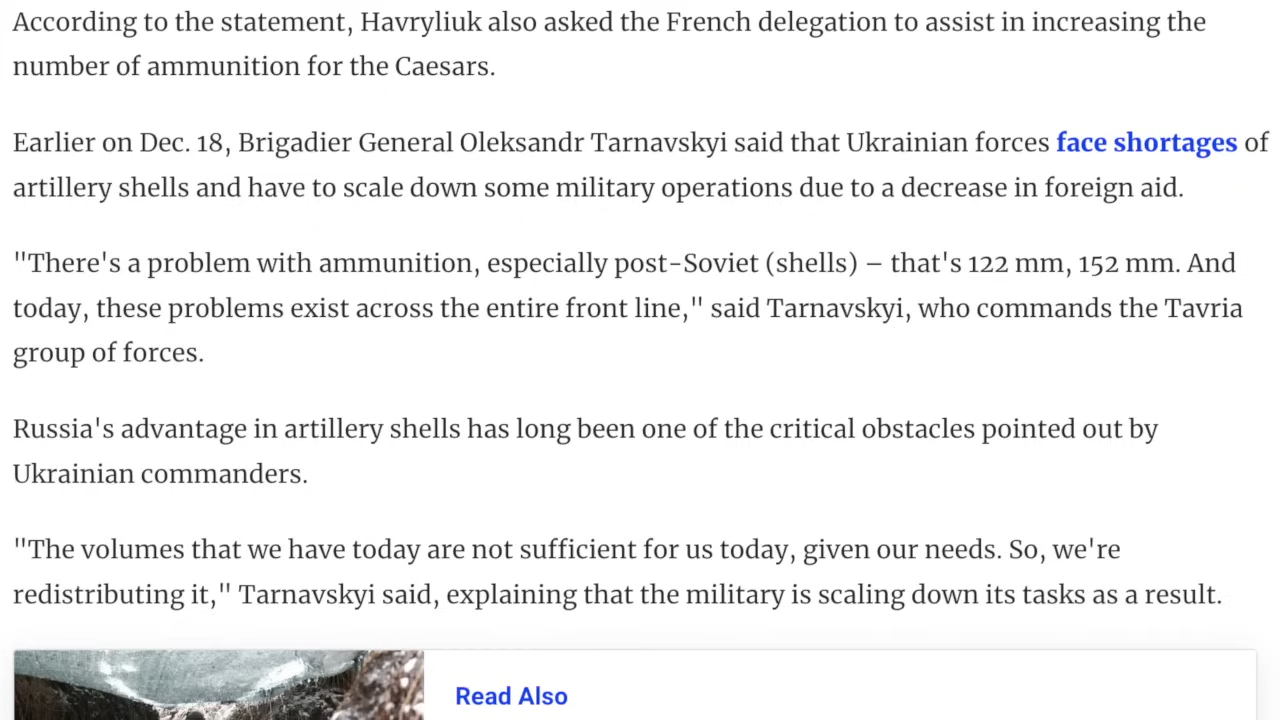 According to the statement, Havryliuk also asked the French delegation to assist in increasing the
number of ammunition for the Caesars.
Earlier on Dec. 18, Brigadier General Oleksandr Tarnavskyi said that Ukrainian forces face shortages of
artillery shells and have to scale down some military operations due to a decrease in foreign aid.
"There's a problem with ammunition, especially post-Soviet (shells) – that's 122 mm, 152 mm. And
today, these problems exist across the entire front line," said Tarnavskyi, who commands the Tavria
group of forces.
Russia's advantage in artillery shells has long been one of the critical obstacles pointed out by
Ukrainian commanders.
"The volumes that we have today are not sufficient for us today, given our needs. So, we're
redistributing it," Tarnavskyi said, explaining that the military is scaling down its tasks as a result.
Read Also